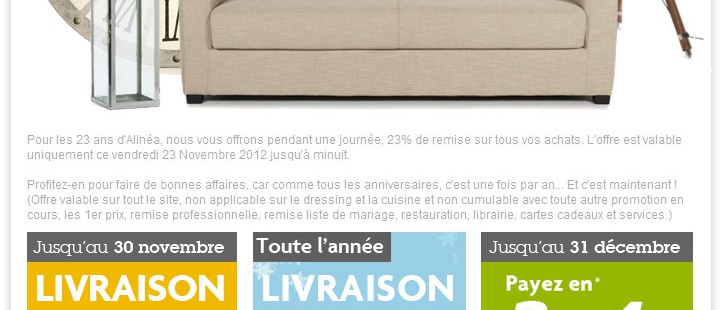 Pour les 23 ans d'Alinéa, nous vous offrons pendant une journée, 23% de remise sur tous vos achats. L'offre est valable
uniquement ce vendredi 23 Novembre 2012 jusqu'à minuit.
Profitez-en pour faire de bonnes affaires, car comme tous les anniversaires, c'est une fois par an... Et c'est maintenant !
(Offre valable sur tout le site, non applicable sur le dressing et la cuisine et non cumulable avec toute autre promotion en
cours, les 1er prix, remise professionnelle, remise liste de mariage, restauration, librairie, cartes cadeaux et services.)
Jusqu'au 30 novembre
LIVRAISON
Toute l'année
LIVRAISON
Jusqu'au 31 décembre
Payez en*